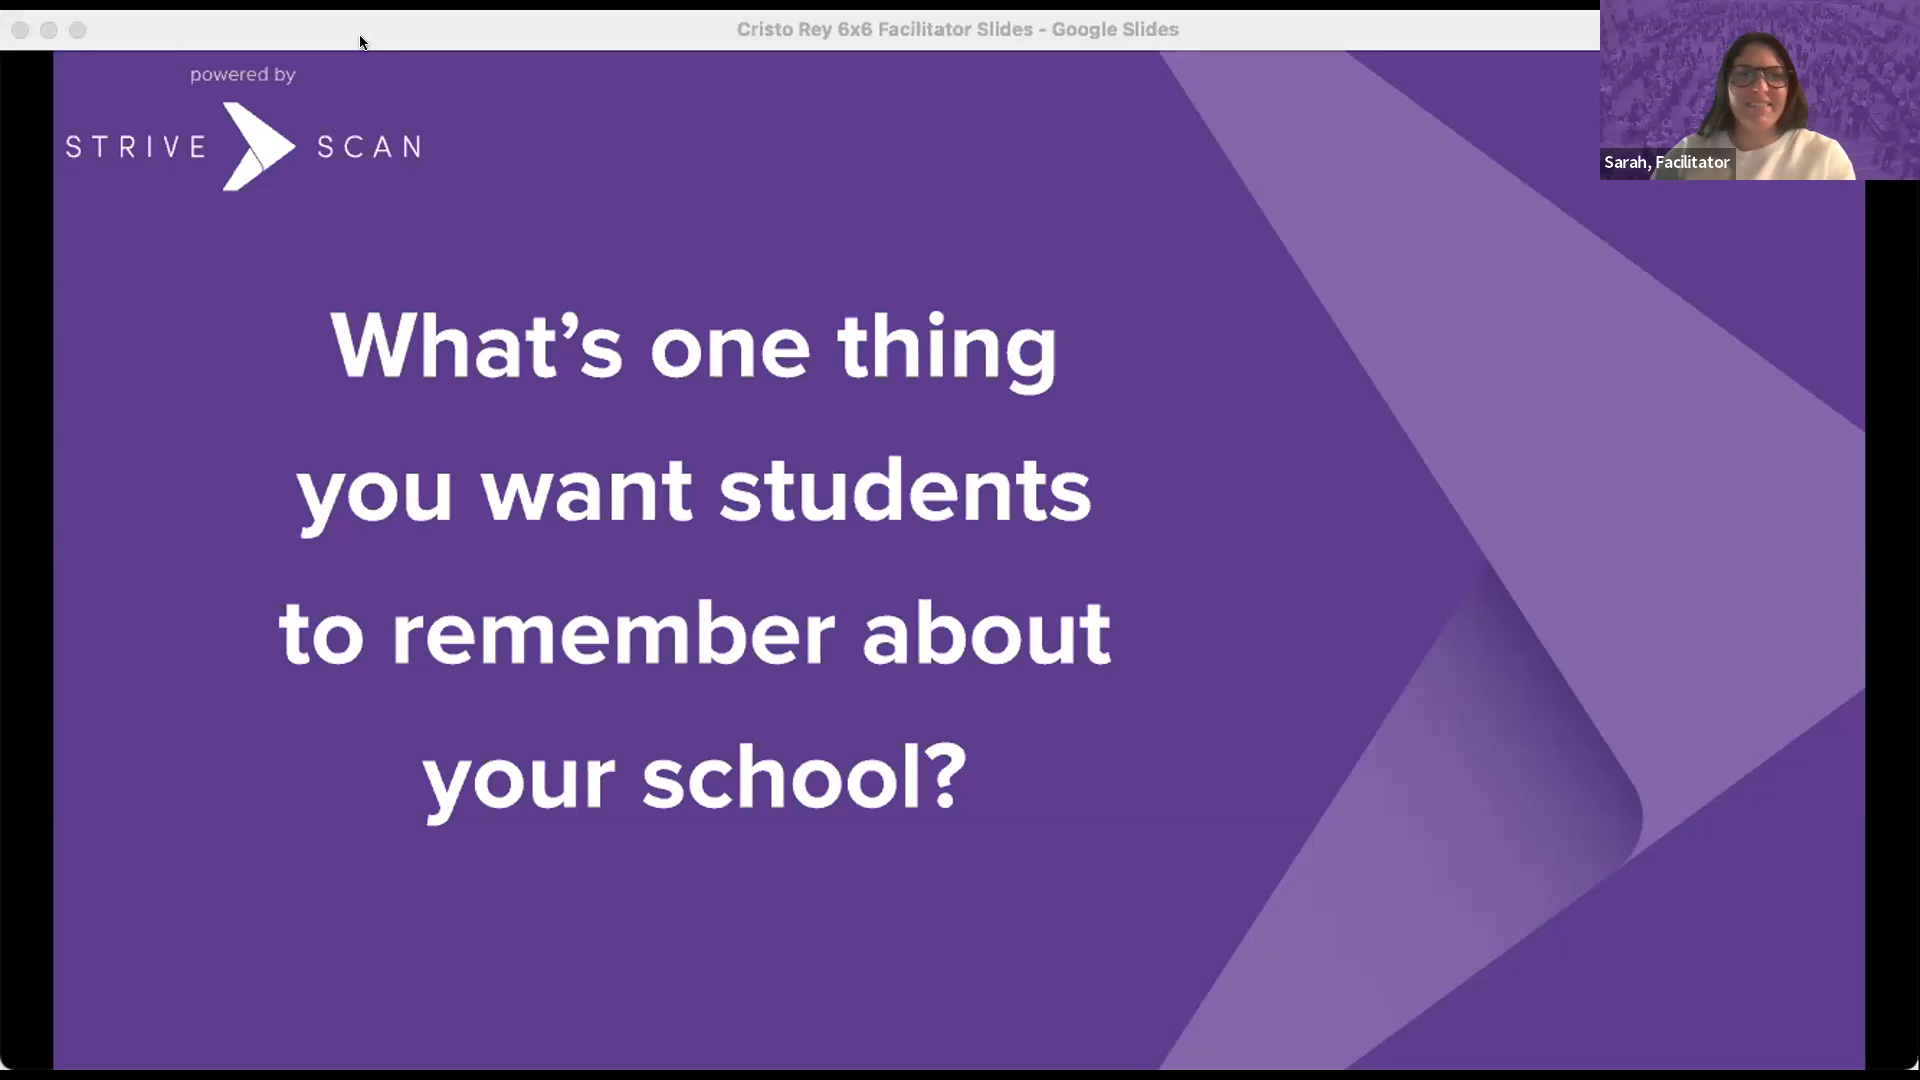 Cristo Rey 6x6 Facilitator Slides - Google Slides
powered by
STRIVE SCAN
Sarah, Facilitator
What’s one thing
you want students
to remember about
your school?